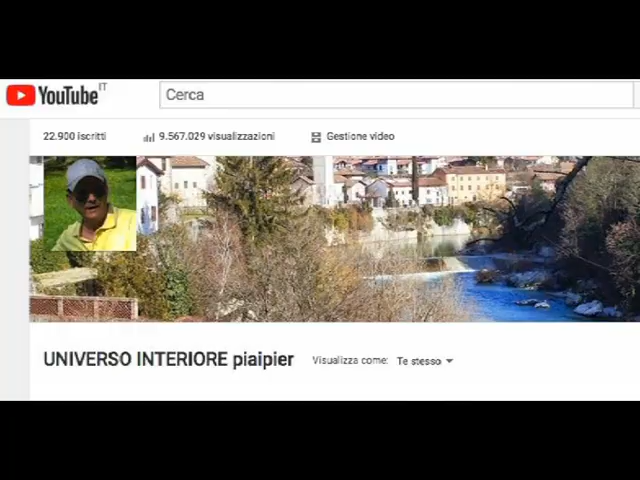 YouTube IT
Cerca
22.900 iscritti 9.567.029 visualizzazioni Gestione video
UNIVERSO INTERIORE piaipier Visualizza come: Te stesso